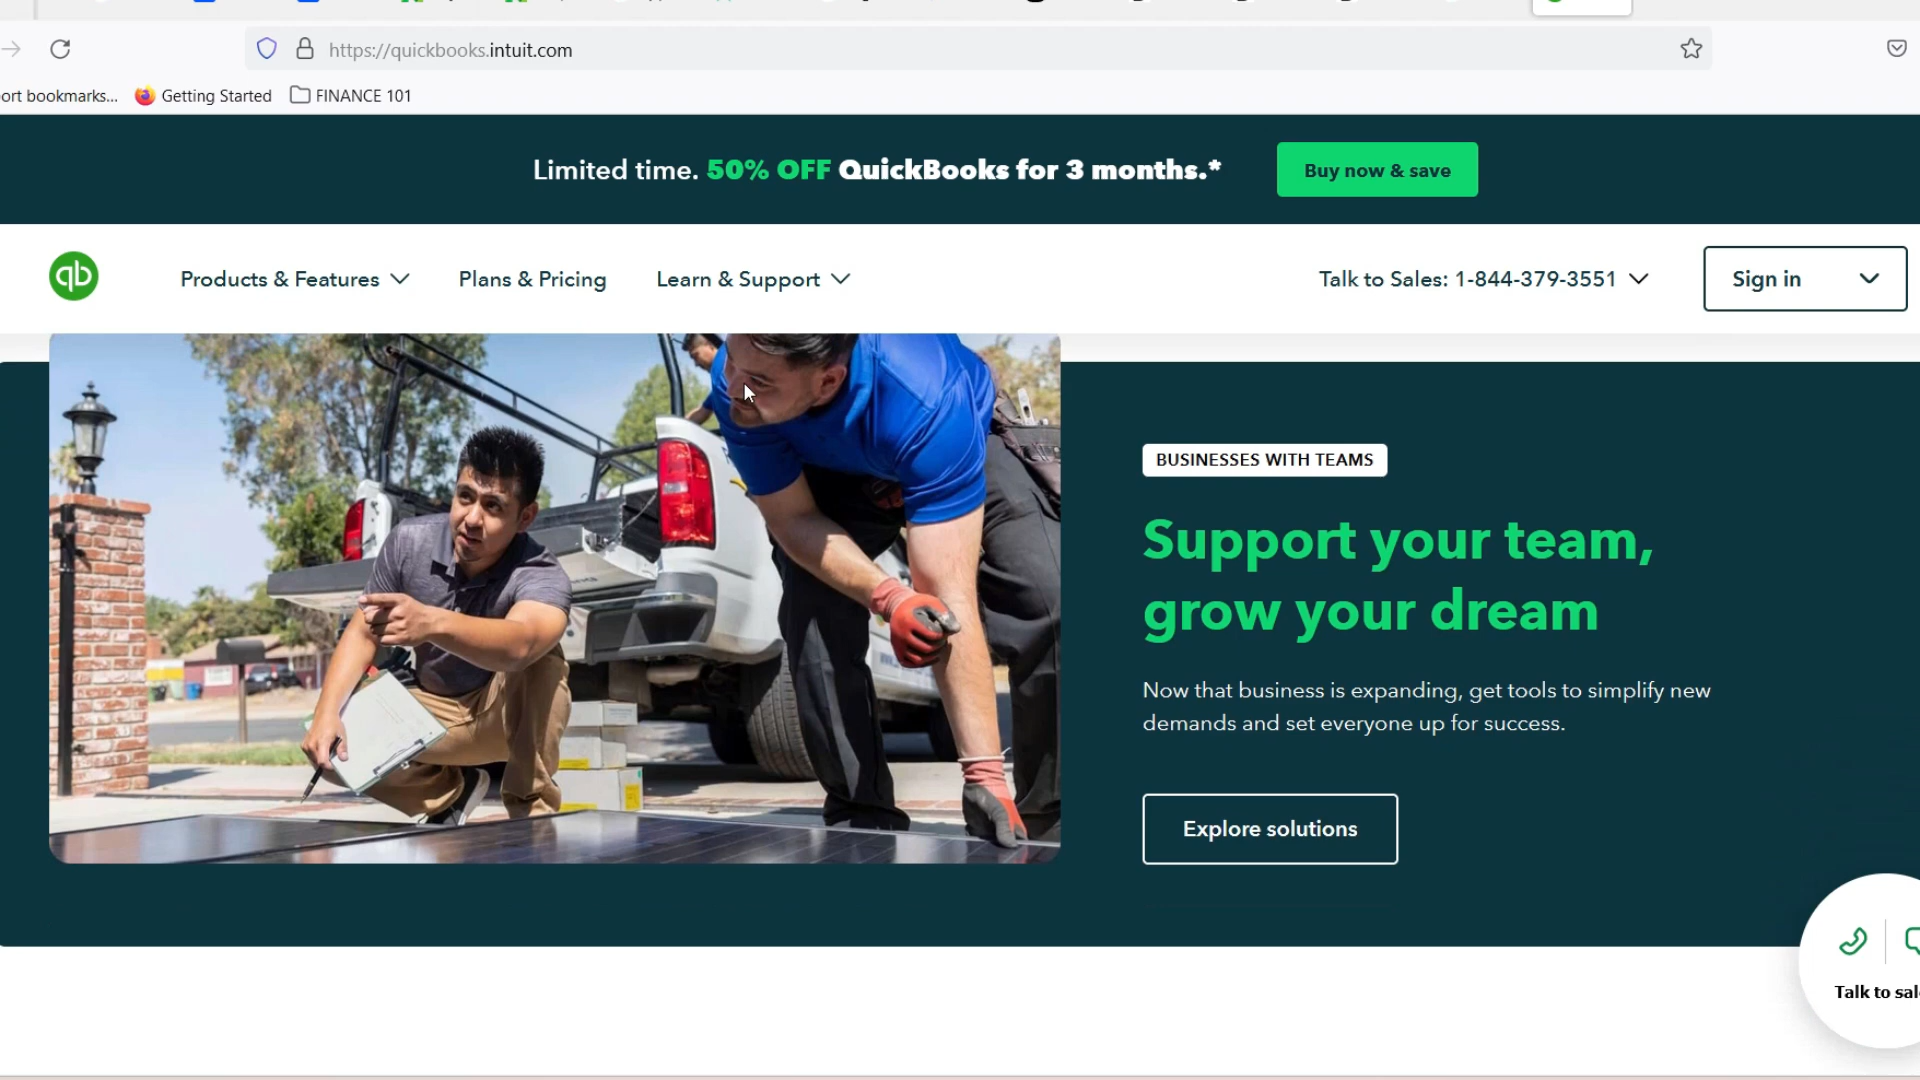 https://quickbooks.intuit.com
ort bookmarks...
Getting Started
FINANCE 101
Limited time. 50% OFF QuickBooks for 3 months.*
Buy now & save
qb
Products & Features
Plans & Pricing
Learn & Support
Talk to Sales: 1-844-379-3551
Sign in
BUSINESSES WITH TEAMS
Support your team,
grow your dream
Now that business is expanding, get tools to simplify new
demands and set everyone up for success.
Explore solutions
Talk to sal